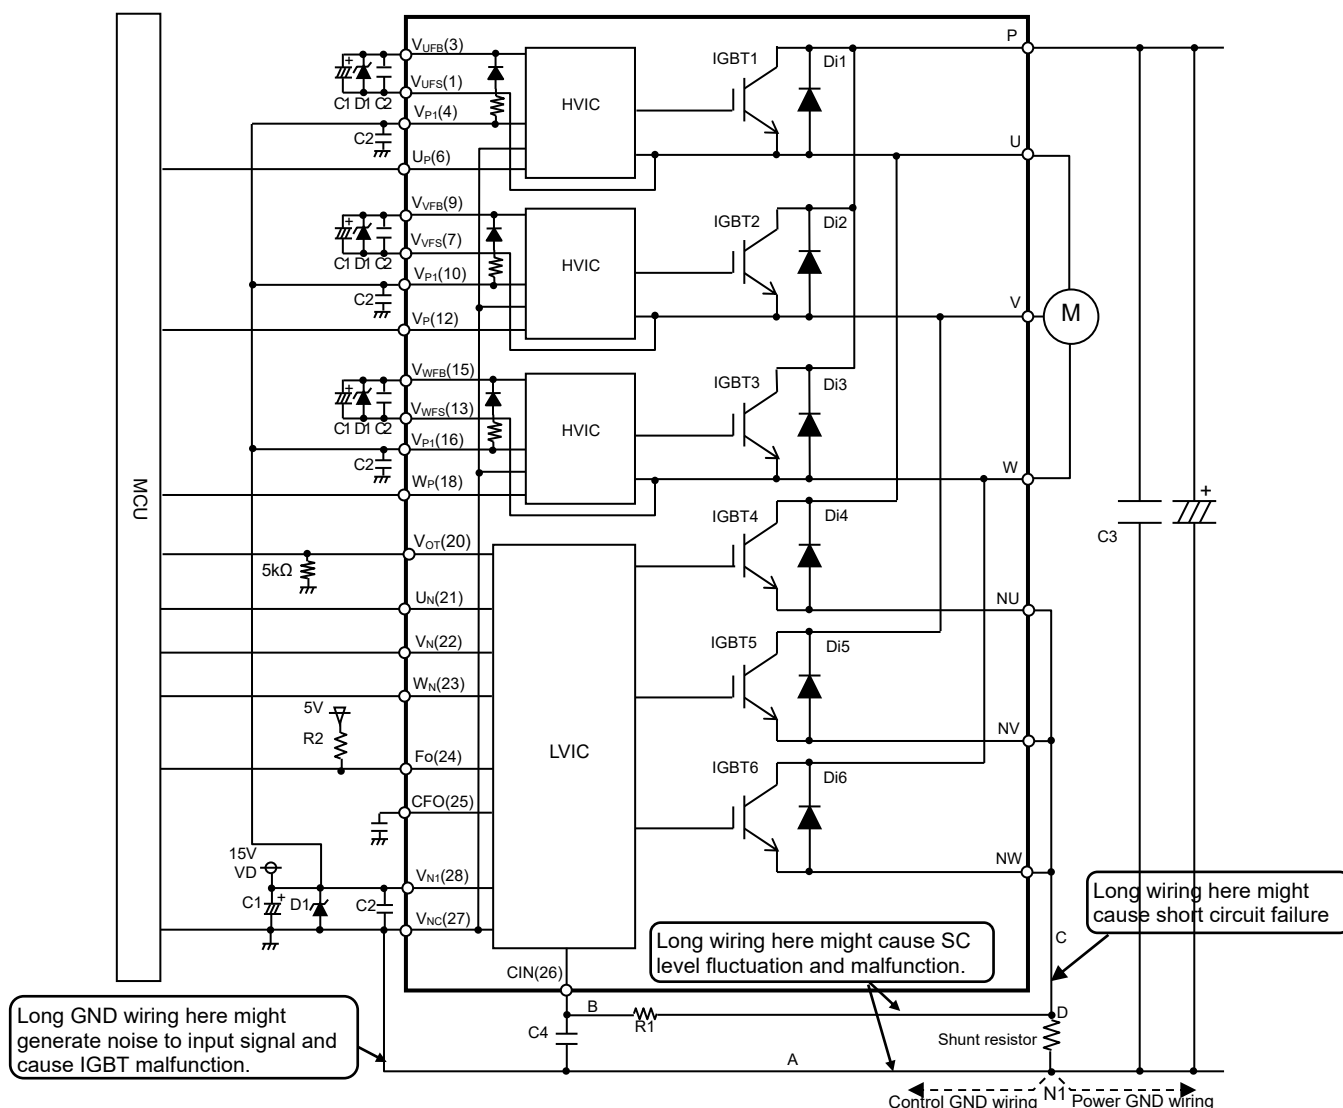 MCU
VUFB(3)
C1 D1 C2
VUFS(1)
VP1(4)
C2
UP(6)
HVIC
IGBT1
Di1
P
U
VVFB(9)
C1 D1 C2
VVFS(7)
VP1(10)
C2
VP(12)
HVIC
IGBT2
Di2
V
M
VWFB(15)
C1 D1 C2
VWFS(13)
VP1(16)
C2
WP(18)
HVIC
IGBT3
Di3
W
C3
+
VOT(20)
5kΩ
UN(21)
VN(22)
WN(23)
5V
R2
Fo(24)
CFO(25)
15V
VD
C1
+
D1
C2
VN1(28)
VNC(27)
LVIC
IGBT4
Di4
NU
IGBT5
Di5
NV
IGBT6
Di6
NW
CIN(26)
Long wiring here might
cause short circuit failure
Long wiring here might cause SC
level fluctuation and malfunction.
Long GND wiring here might
generate noise to input signal and
cause IGBT malfunction.
B
R1
C4
C
D
Shunt resistor
A
N1
Control GND wiring
Power GND wiring